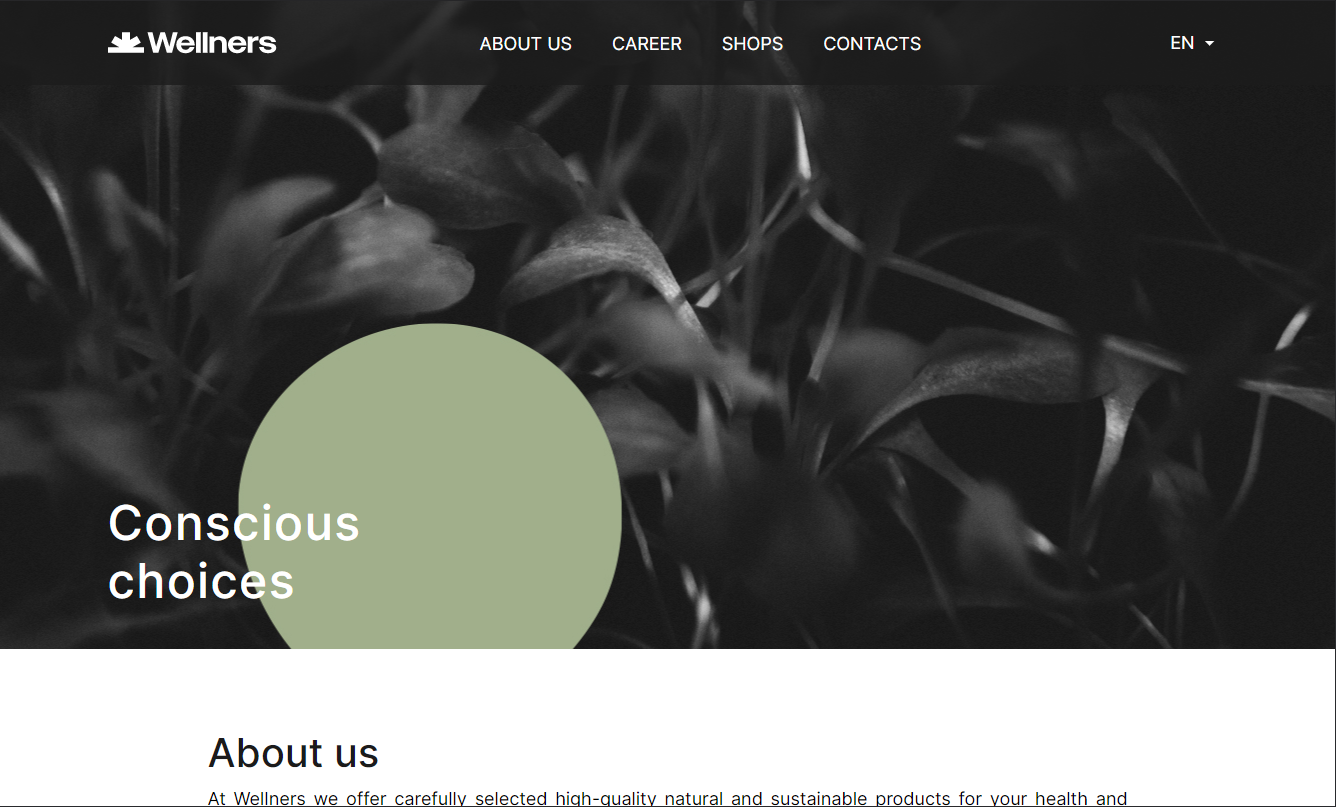 Wellners
ABOUT US
CAREER
SHOPS
CONTACTS
EN
Conscious
choices
About us
At Wellners we offer carefully selected high-quality natural and sustainable products for your health and